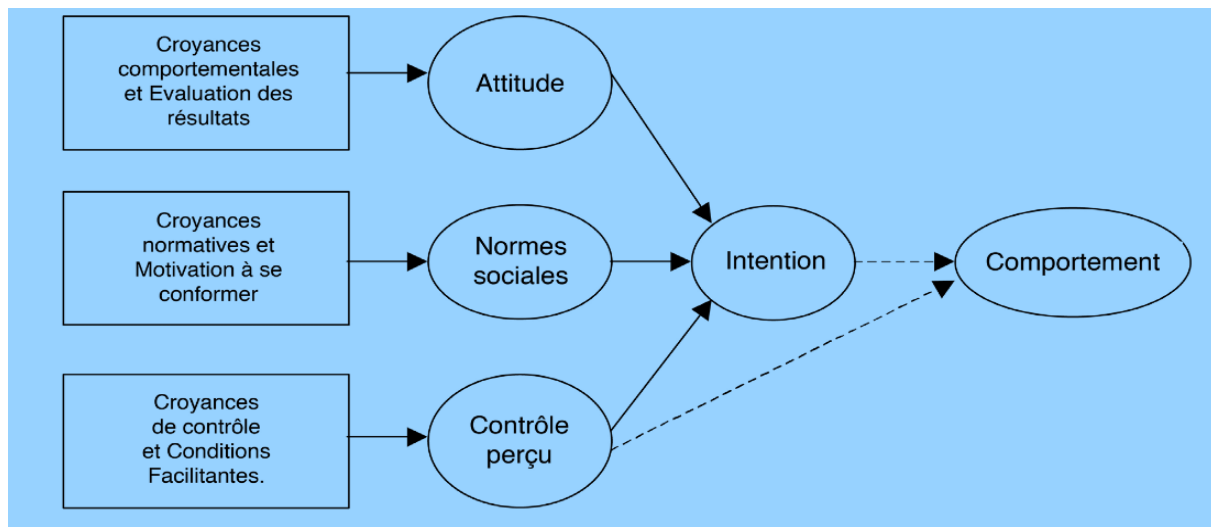 Croyances
comportementales
et Evaluation des
résultats
Attitude
Croyances
normatives et
Motivation à se
conformer
Normes
sociales
Intention
Comportement
Croyances
de contrôle
et Conditions
Facilitantes.
Contrôle
perçu